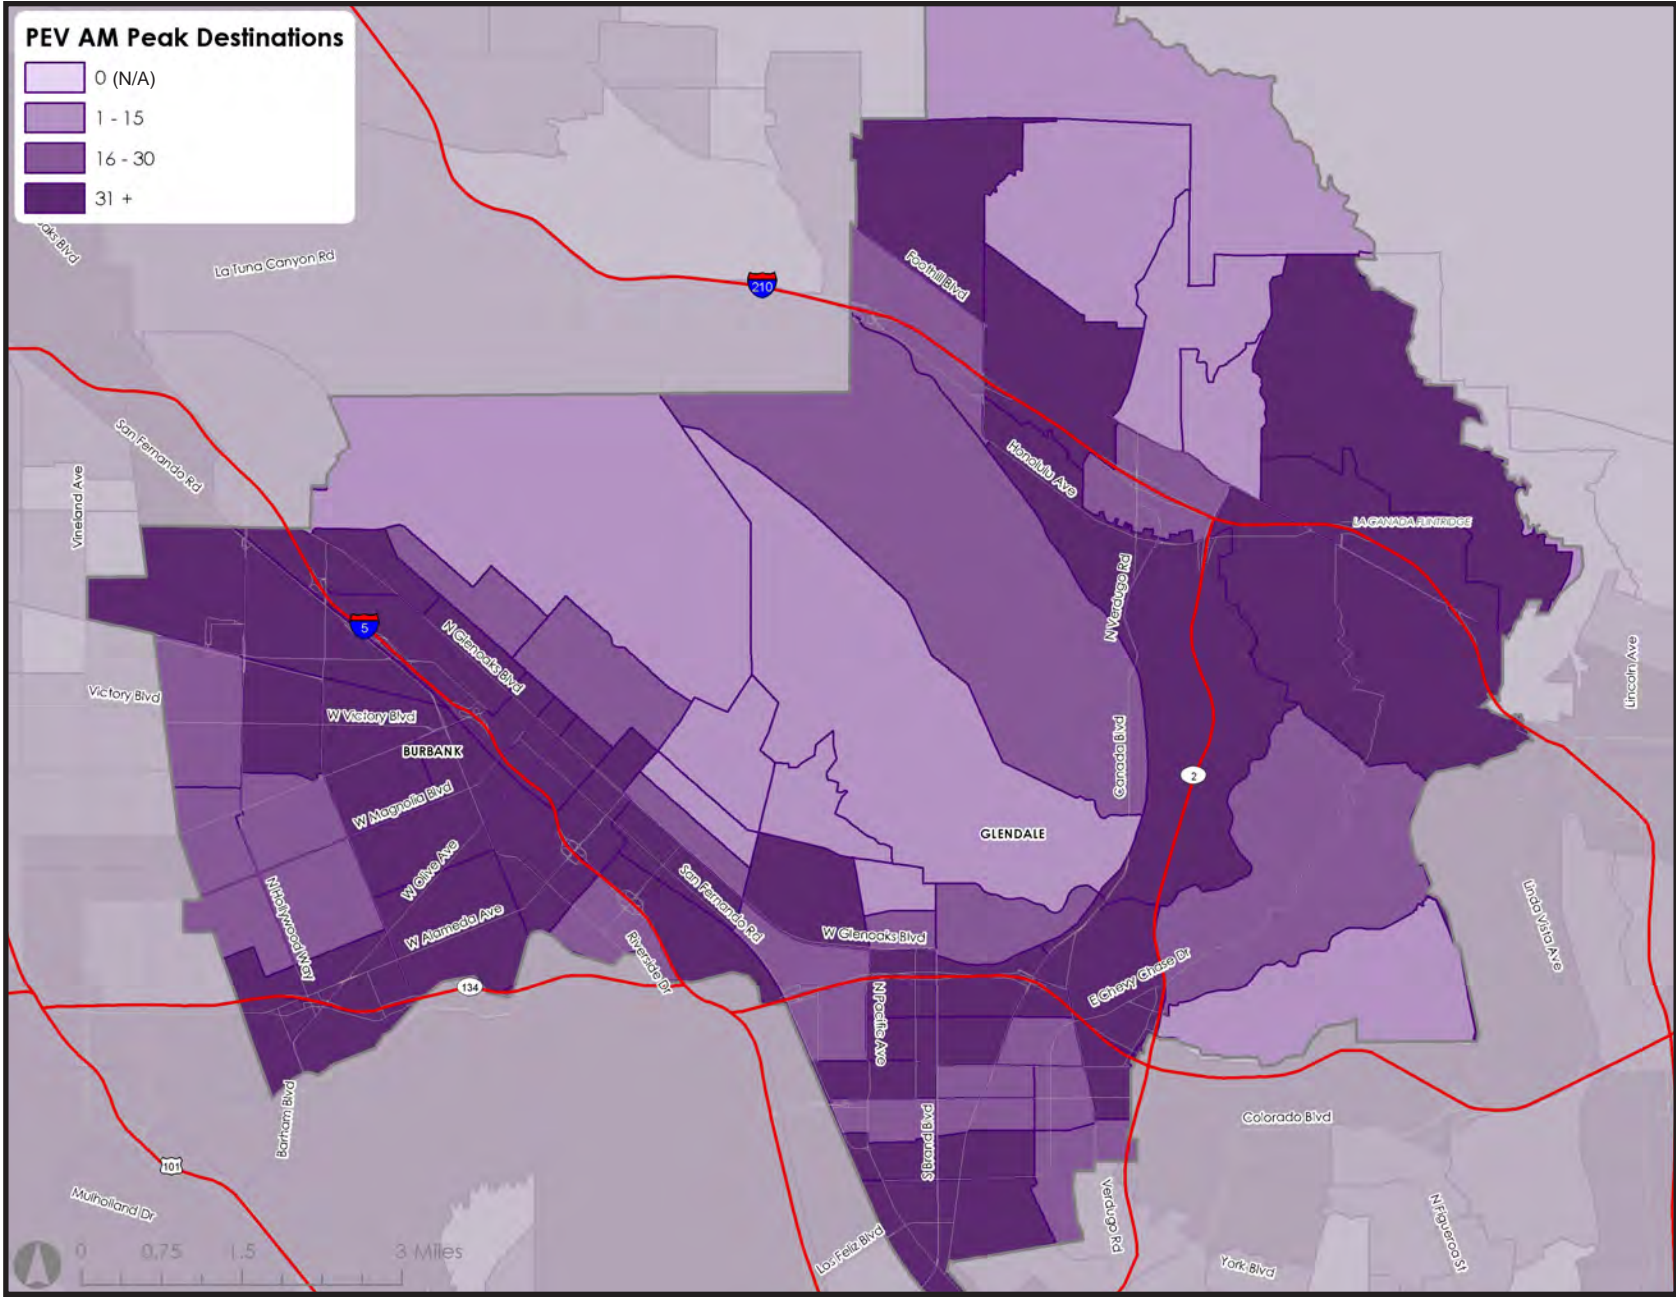 PEV AM Peak Destinations
0 (N/A)
1 - 15
16 - 30
31 +
aks Blvd
La Tuna Canyon Rd
210
Foothill Blvd
San Fernando Rd
Vineland Ave
Honolulu Ave
LA CANADA FLINTRIDGE
5
N Glenoaks Blvd
N Verdugo Rd
Lincoln Ave
Victory Blvd
W Victory Blvd
BURBANK
Canada Blvd
2
W Magnolia Blvd
GLENDALE
W Olive Ave
San Fernando Rd
N Hollywood Way
W Alameda Ave
W Glenoaks Blvd
Linda Vista Ave
Riverside Dr
E Chevy Chase Dr
134
N Pacific Ave
Barham Blvd
S Brand Blvd
Colorado Blvd
101
Mulholland Dr
Verdugo Rd
N Figueroa St
Los Feliz Blvd
York Blvd
0 0.75 1.5 3 Miles